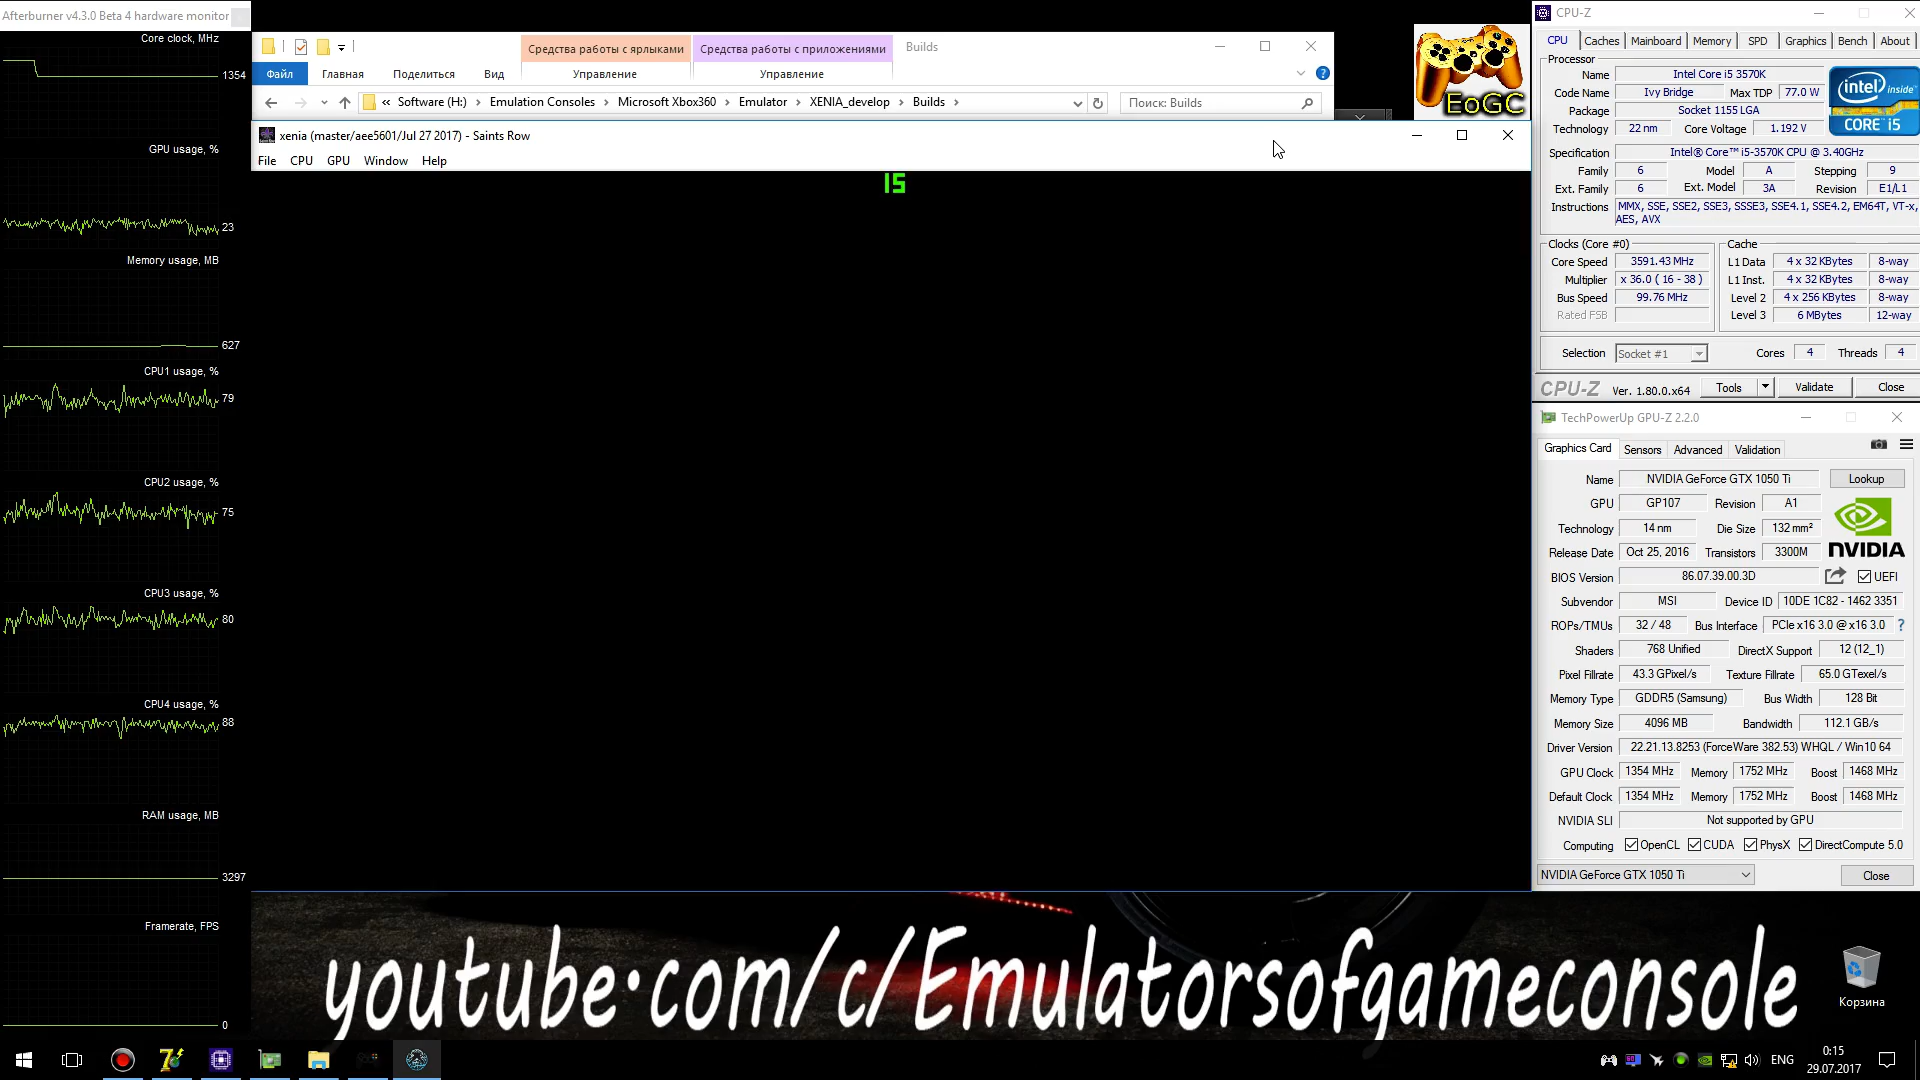 Afterburner v4.3.0 Beta 4 hardware monitor
Core clock, MHz
1354
GPU usage, %
23
Memory usage, MB
627
CPU1 usage, %
79
CPU2 usage, %
75
CPU3 usage, %
80
CPU4 usage, %
88
RAM usage, MB
3297
Framerate, FPS
0
Средства работы с ярлыками Средства работы с приложениями Builds
Файл Главная Поделиться Вид Управление Управление
« Software (H:) Emulation Consoles Microsoft Xbox360 Emulator XENIA_develop Builds Поиск: Builds
EoGC
xenia (master/aee5601/Jul 27 2017) - Saints Row
File CPU GPU Window Help
15
CPU-Z
CPU Caches Mainboard Memory SPD Graphics Bench About
Processor
Name Intel Core i5 3570K
Code Name Ivy Bridge Max TDP 77.0 W
Package Socket 1155 LGA
Technology 22 nm Core Voltage 1.192 V
intel inside™
CORE i5
Specification Intel® Core™ i5-3570K CPU @ 3.40GHz
Family 6 Model A Stepping 9
Ext. Family 6 Ext. Model 3A Revision E1/L1
Instructions MMX, SSE, SSE2, SSE3, SSSE3, SSE4.1, SSE4.2, EM64T, VT-x,
AES, AVX
Clocks (Core #0) Cache
Core Speed 3591.43 MHz L1 Data 4 x 32 KBytes 8-way
Multiplier x 36.0 ( 16 - 38 ) L1 Inst. 4 x 32 KBytes 8-way
Bus Speed 99.76 MHz Level 2 4 x 256 KBytes 8-way
Rated FSB Level 3 6 MBytes 12-way
Selection Socket #1 Cores 4 Threads 4
CPU-Z Ver. 1.80.0.x64 Tools Validate Close
TechPowerUp GPU-Z 2.2.0
Graphics Card Sensors Advanced Validation
Name NVIDIA GeForce GTX 1050 Ti Lookup
GPU GP107 Revision A1
Technology 14 nm Die Size 132 mm²
Release Date Oct 25, 2016 Transistors 3300M
NVIDIA
BIOS Version 86.07.39.00.3D UEFI
Subvendor MSI Device ID 10DE 1C82 - 1462 3351
ROPs/TMUs 32 / 48 Bus Interface PCIe x16 3.0 @ x16 3.0 ?
Shaders 768 Unified DirectX Support 12 (12_1)
Pixel Fillrate 43.3 GPixel/s Texture Fillrate 65.0 GTexel/s
Memory Type GDDR5 (Samsung) Bus Width 128 Bit
Memory Size 4096 MB Bandwidth 112.1 GB/s
Driver Version 22.21.13.8253 (ForceWare 382.53) WHQL / Win10 64
GPU Clock 1354 MHz Memory 1752 MHz Boost 1468 MHz
Default Clock 1354 MHz Memory 1752 MHz Boost 1468 MHz
NVIDIA SLI Not supported by GPU
Computing OpenCL CUDA PhysX DirectCompute 5.0
NVIDIA GeForce GTX 1050 Ti Close
youtube.com/c/Emulatorsofgameconsole
Корзина
ENG
0:15
29.07.2017